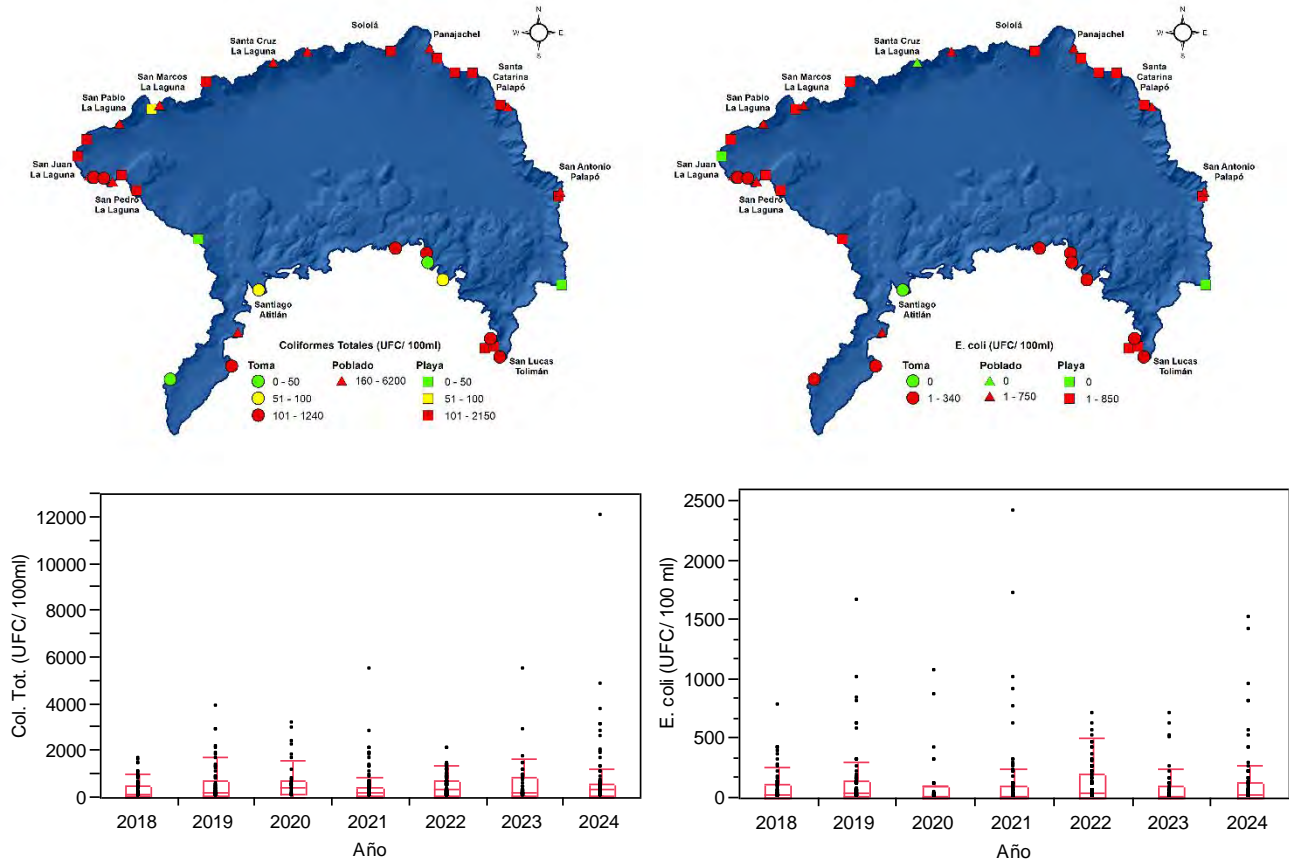 N
W E
S
Sololá
Panajachel
Santa Cruz
La Laguna
Santa
Catarina
Palapó
San Marcos
La Laguna
San Pablo
La Laguna
San Juan
La Laguna
San Antonio
Palapó
San Pedro
La Laguna
Santiago
Atitlán
San Lucas
Tolimán
Coliformes Totales (UFC/ 100ml)
Toma Poblado Playa
0 - 50 160 - 6200 0 - 50
51 - 100 51 - 100
101 - 1240 101 - 2150
N
W E
S
Sololá
Panajachel
Santa Cruz
La Laguna
Santa
Catarina
Palapó
San Marcos
La Laguna
San Pablo
La Laguna
San Juan
La Laguna
San Antonio
Palapó
San Pedro
La Laguna
Santiago
Atitlán
San Lucas
Tolimán
E. coli (UFC/ 100ml)
Toma Poblado Playa
0 0 0
1 - 340 1 - 750 1 - 850
Col. Tot. (UFC/ 100ml)
12000
10000
8000
6000
4000
2000
0
2018 2019 2020 2021 2022 2023 2024
Año
E. coli (UFC/ 100 ml)
2500
2000
1500
1000
500
0
2018 2019 2020 2021 2022 2023 2024
Año